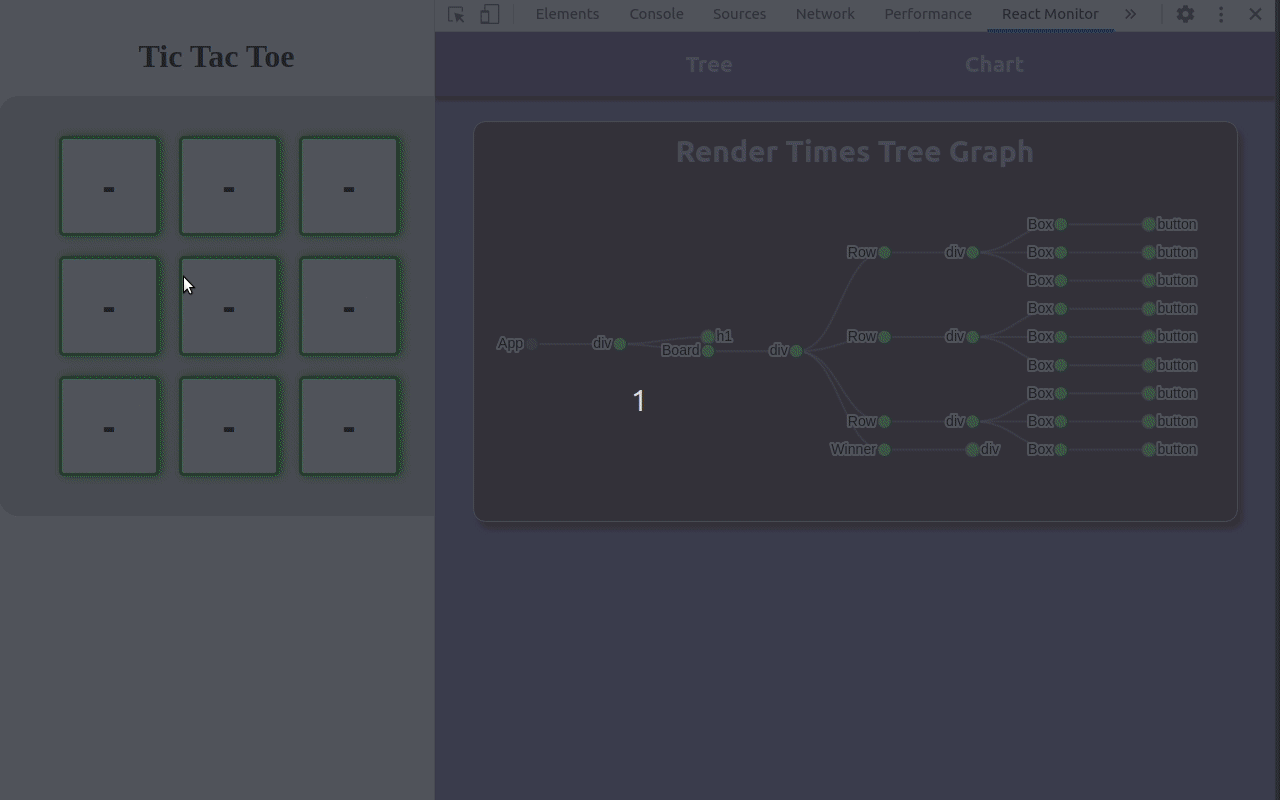 Elements Console Sources Network Performance React Monitor »
Tic Tac Toe
Tree Chart
Render Times Tree Graph
- - -
- - -
- - -
Box button
Row div Box button
Box button
Box button
App div h1 Row div Box button
Board div
Box button
Box button
1
Row div Box button
Winner div Box button